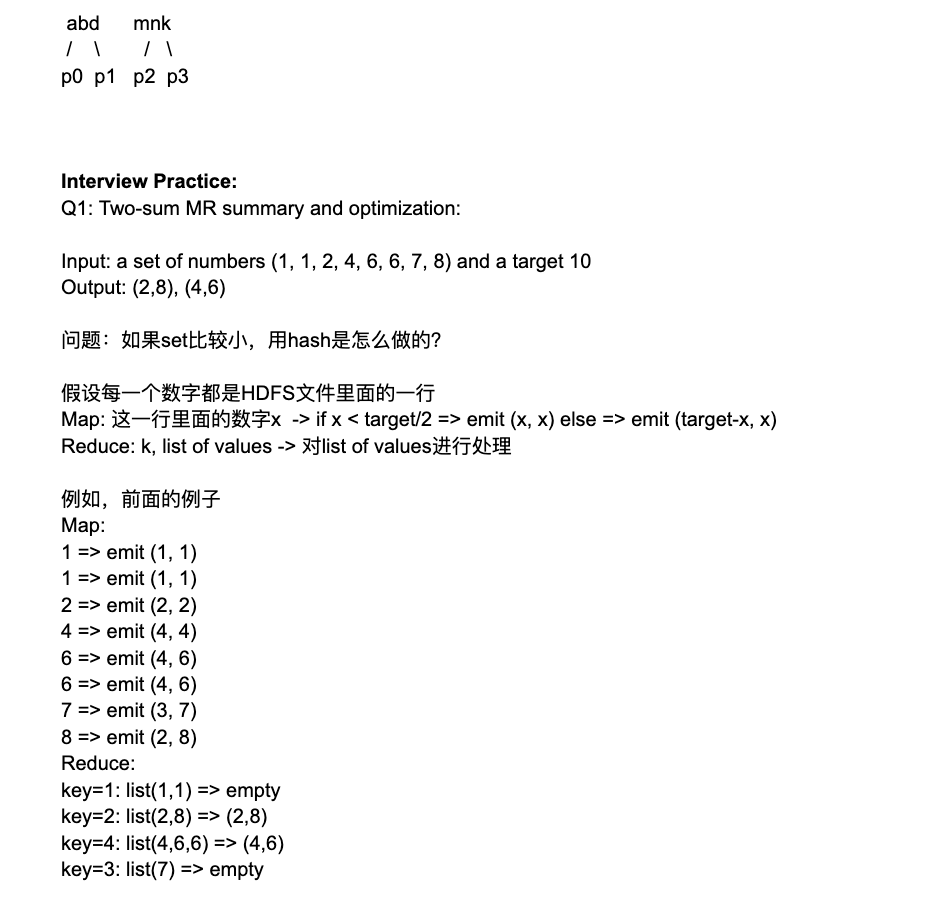 abd mnk
/ \ / \
p0 p1 p2 p3
Interview Practice:
Q1: Two-sum MR summary and optimization:
Input: a set of numbers (1, 1, 2, 4, 6, 6, 7, 8) and a target 10
Output: (2,8), (4,6)
问题：如果set比较小，用hash是怎么做的?
假设每一个数字都是HDFS文件里面的一行
Map: 这一行里面的数字x -> if x < target/2 => emit (x, x) else => emit (target-x, x)
Reduce: k, list of values -> 对list of values进行处理
例如，前面的例子
Map:
1 => emit (1, 1)
1 => emit (1, 1)
2 => emit (2, 2)
4 => emit (4, 4)
6 => emit (4, 6)
6 => emit (4, 6)
7 => emit (3, 7)
8 => emit (2, 8)
Reduce:
key=1: list(1,1) => empty
key=2: list(2,8) => (2,8)
key=4: list(4,6,6) => (4,6)
key=3: list(7) => empty